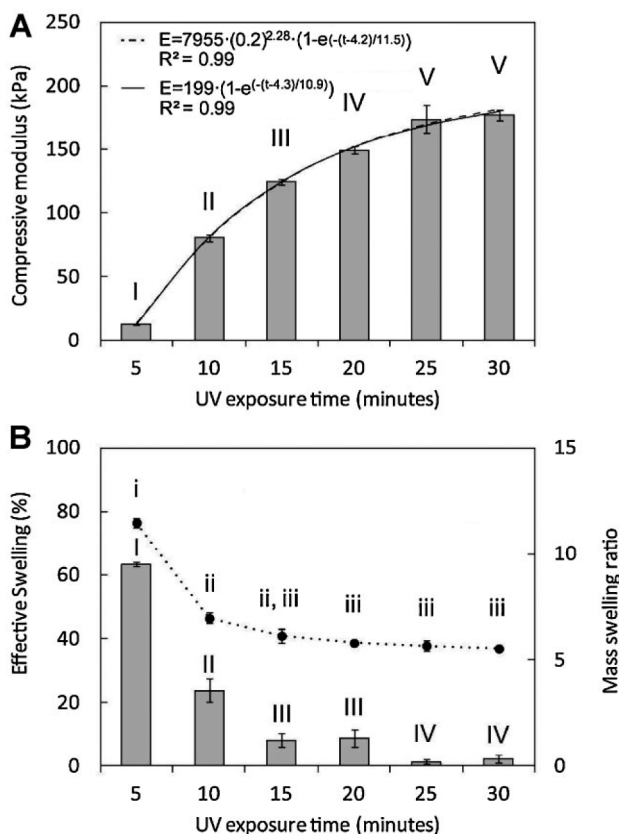 A
E=7955·(0.2)^2.28·(1-e^(-(t-4.2)/11.5))
R² = 0.99
E=199·(1-e^(-(t-4.3)/10.9))
R² = 0.99
Compressive modulus (kPa)
250
200
150
100
50
0
I
II
III
IV
V
V
5 10 15 20 25 30
UV exposure time (minutes)
B
Effective Swelling (%)
100
80
60
40
20
0
i
ii
ii, iii
iii
iii
iii
I
II
III
III
IV
IV
15
10
5
0
Mass swelling ratio
5 10 15 20 25 30
UV exposure time (minutes)